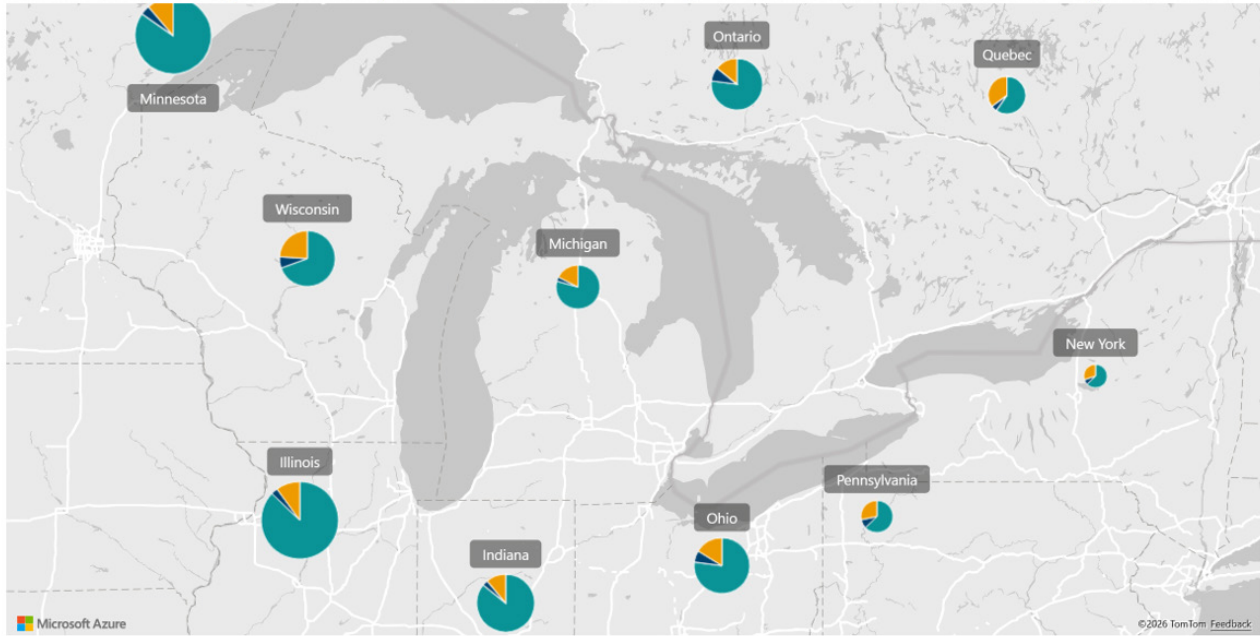 Ontario
Quebec
Minnesota
Wisconsin
Michigan
New York
Illinois
Pennsylvania
Ohio
Indiana
Microsoft Azure
©2026 TomTom Feedback